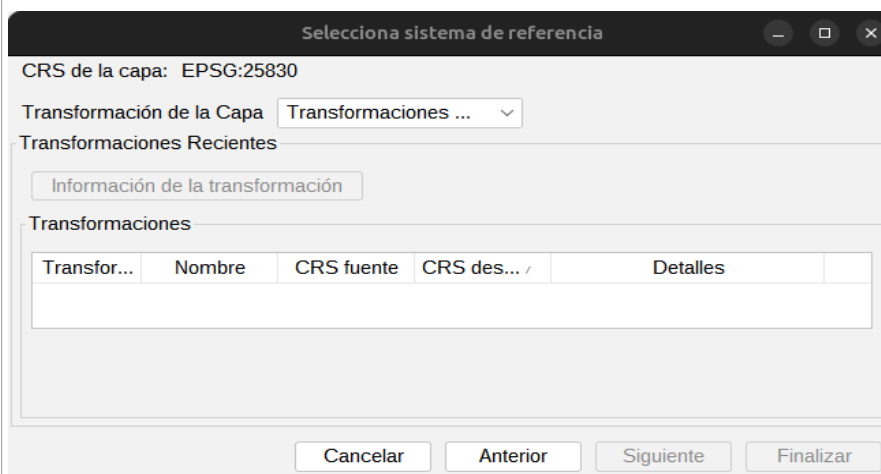 Selecciona sistema de referencia
CRS de la capa: EPSG:25830
Transformación de la Capa Transformaciones ...
Transformaciones Recientes
Información de la transformación
Transformaciones
Transfor... Nombre CRS fuente CRS des... Detalles
Cancelar Anterior Siguiente Finalizar